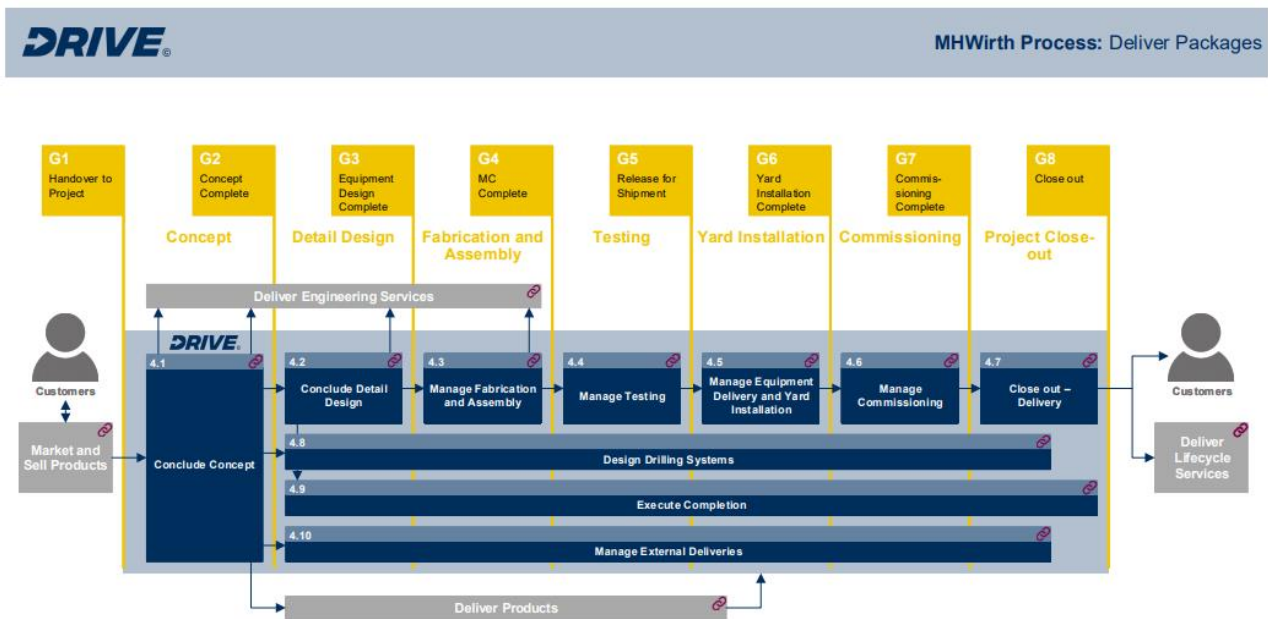 DRIVE©
MHWirth Process: Deliver Packages
G1
Handover to
Project
G2
Concept
Complete
G3
Equipment
Design
Complete
G4
MC
Complete
G5
Release for
Shipment
G6
Yard
Installation
Complete
G7
Commis-
sioning
Complete
G8
Close out
Concept
Detail Design
Fabrication and
Assembly
Testing
Yard Installation
Commissioning
Project Close-
out
Deliver Engineering Services
DRIVE
Customers
Market and
Sell Products
4.1
Conclude Concept
4.2
Conclude Detail
Design
4.3
Manage Fabrication
and Assembly
4.4
Manage Testing
4.5
Manage Equipment
Delivery and Yard
Installation
4.6
Manage
Commissioning
4.7
Close out –
Delivery
4.8
Design Drilling Systems
4.9
Execute Completion
4.10
Manage External Deliveries
Deliver Products
Customers
Deliver
Lifecycle
Services